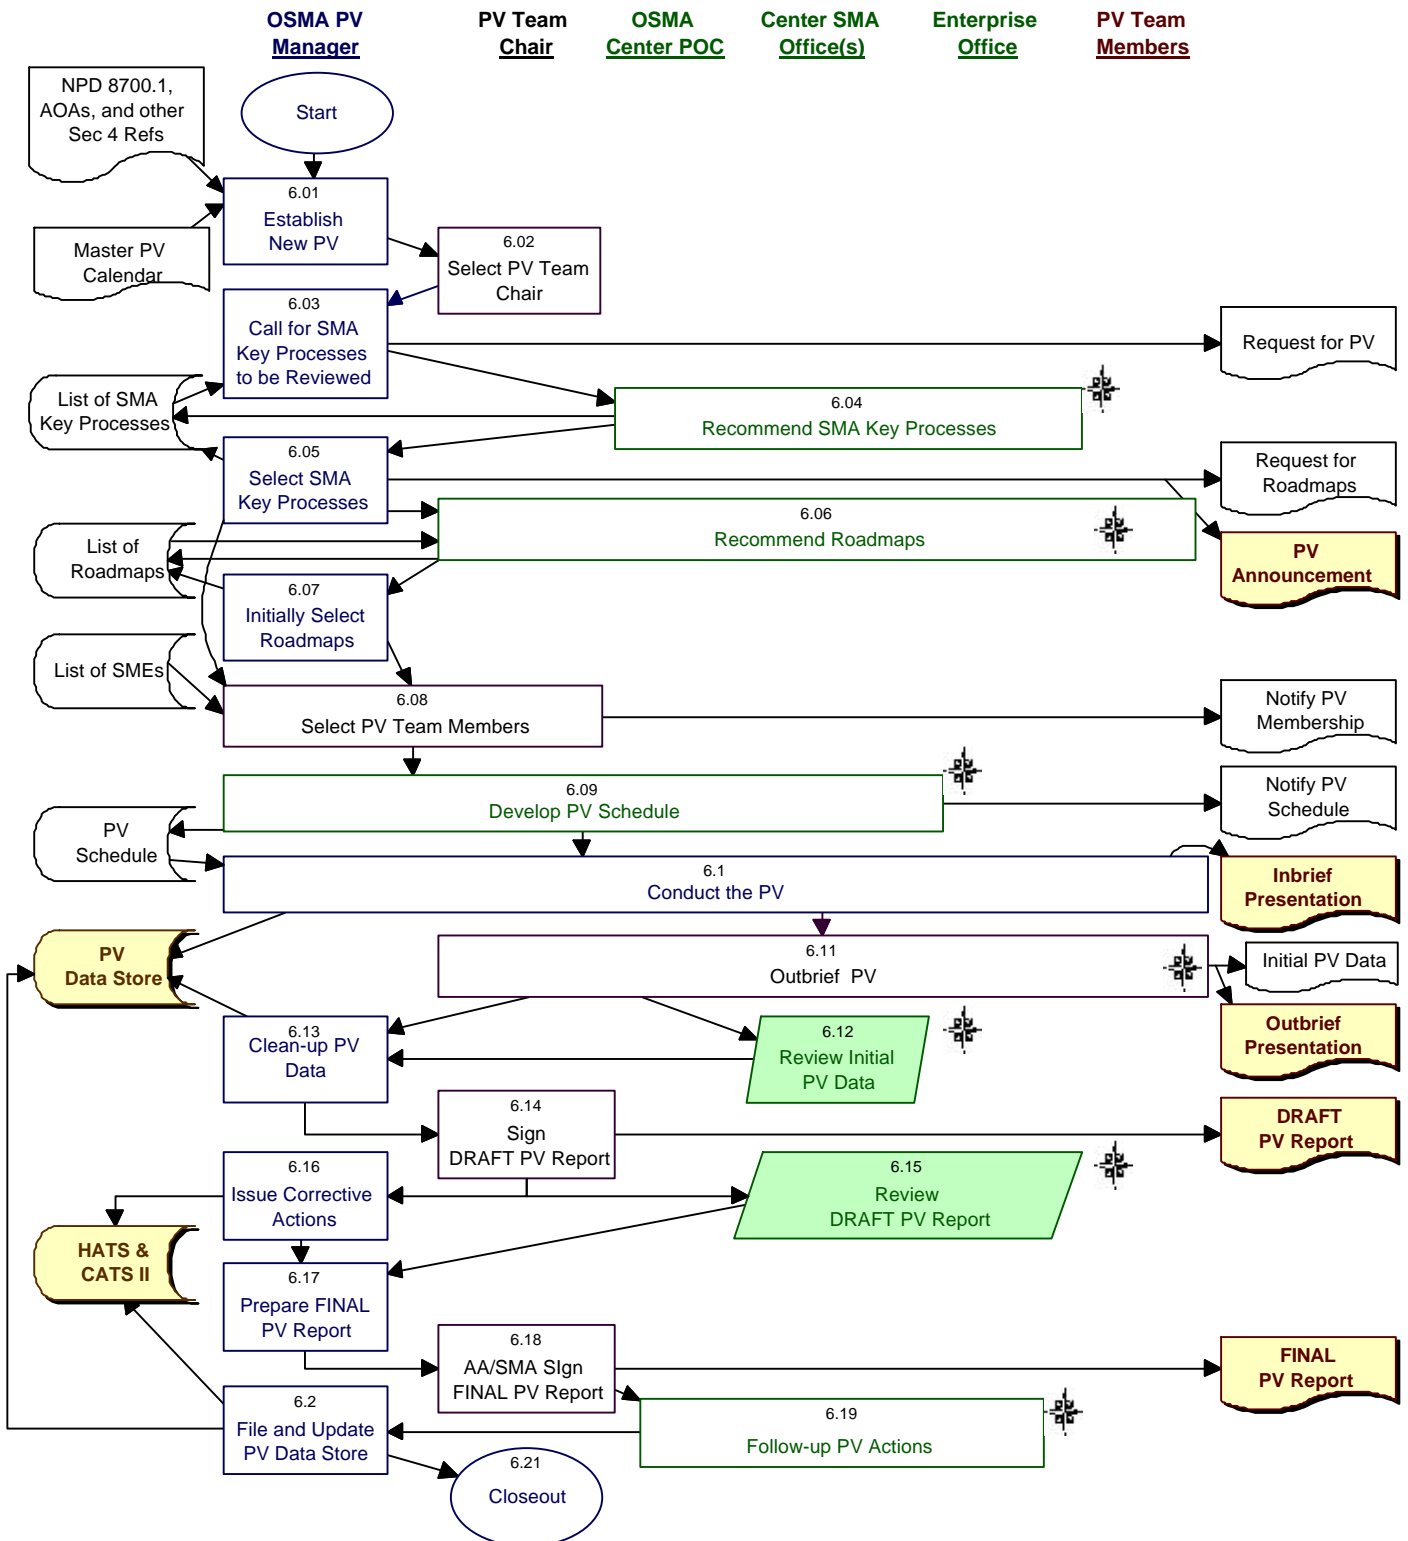 OSMA PV
Manager
PV Team
Chair
OSMA
Center POC
Center SMA
Office(s)
Enterprise
Office
PV Team
Members
NPD 8700.1,
AOAs, and other
Sec 4 Refs
Start
6.01
Establish
New PV
Master PV
Calendar
6.02
Select PV Team
Chair
6.03
Call for SMA
Key Processes
to be Reviewed
Request for PV
List of SMA
Key Processes
6.04
Recommend SMA Key Processes
6.05
Select SMA
Key Processes
Request for
Roadmaps
6.06
Recommend Roadmaps
List of
Roadmaps
PV
Announcement
6.07
Initially Select
Roadmaps
List of SMEs
6.08
Select PV Team Members
Notify PV
Membership
6.09
Develop PV Schedule
Notify PV
Schedule
PV
Schedule
6.1
Conduct the PV
Inbrief
Presentation
PV
Data Store
6.11
Outbrief PV
Initial PV Data
6.13
Clean-up PV
Data
6.12
Review Initial
PV Data
Outbrief
Presentation
6.14
Sign
DRAFT PV Report
DRAFT
PV Report
6.16
Issue Corrective
Actions
6.15
Review
DRAFT PV Report
HATS &
CATS II
6.17
Prepare FINAL
PV Report
6.18
AA/SMA SIgn
FINAL PV Report
FINAL
PV Report
6.2
File and Update
PV Data Store
6.19
Follow-up PV Actions
6.21
Closeout